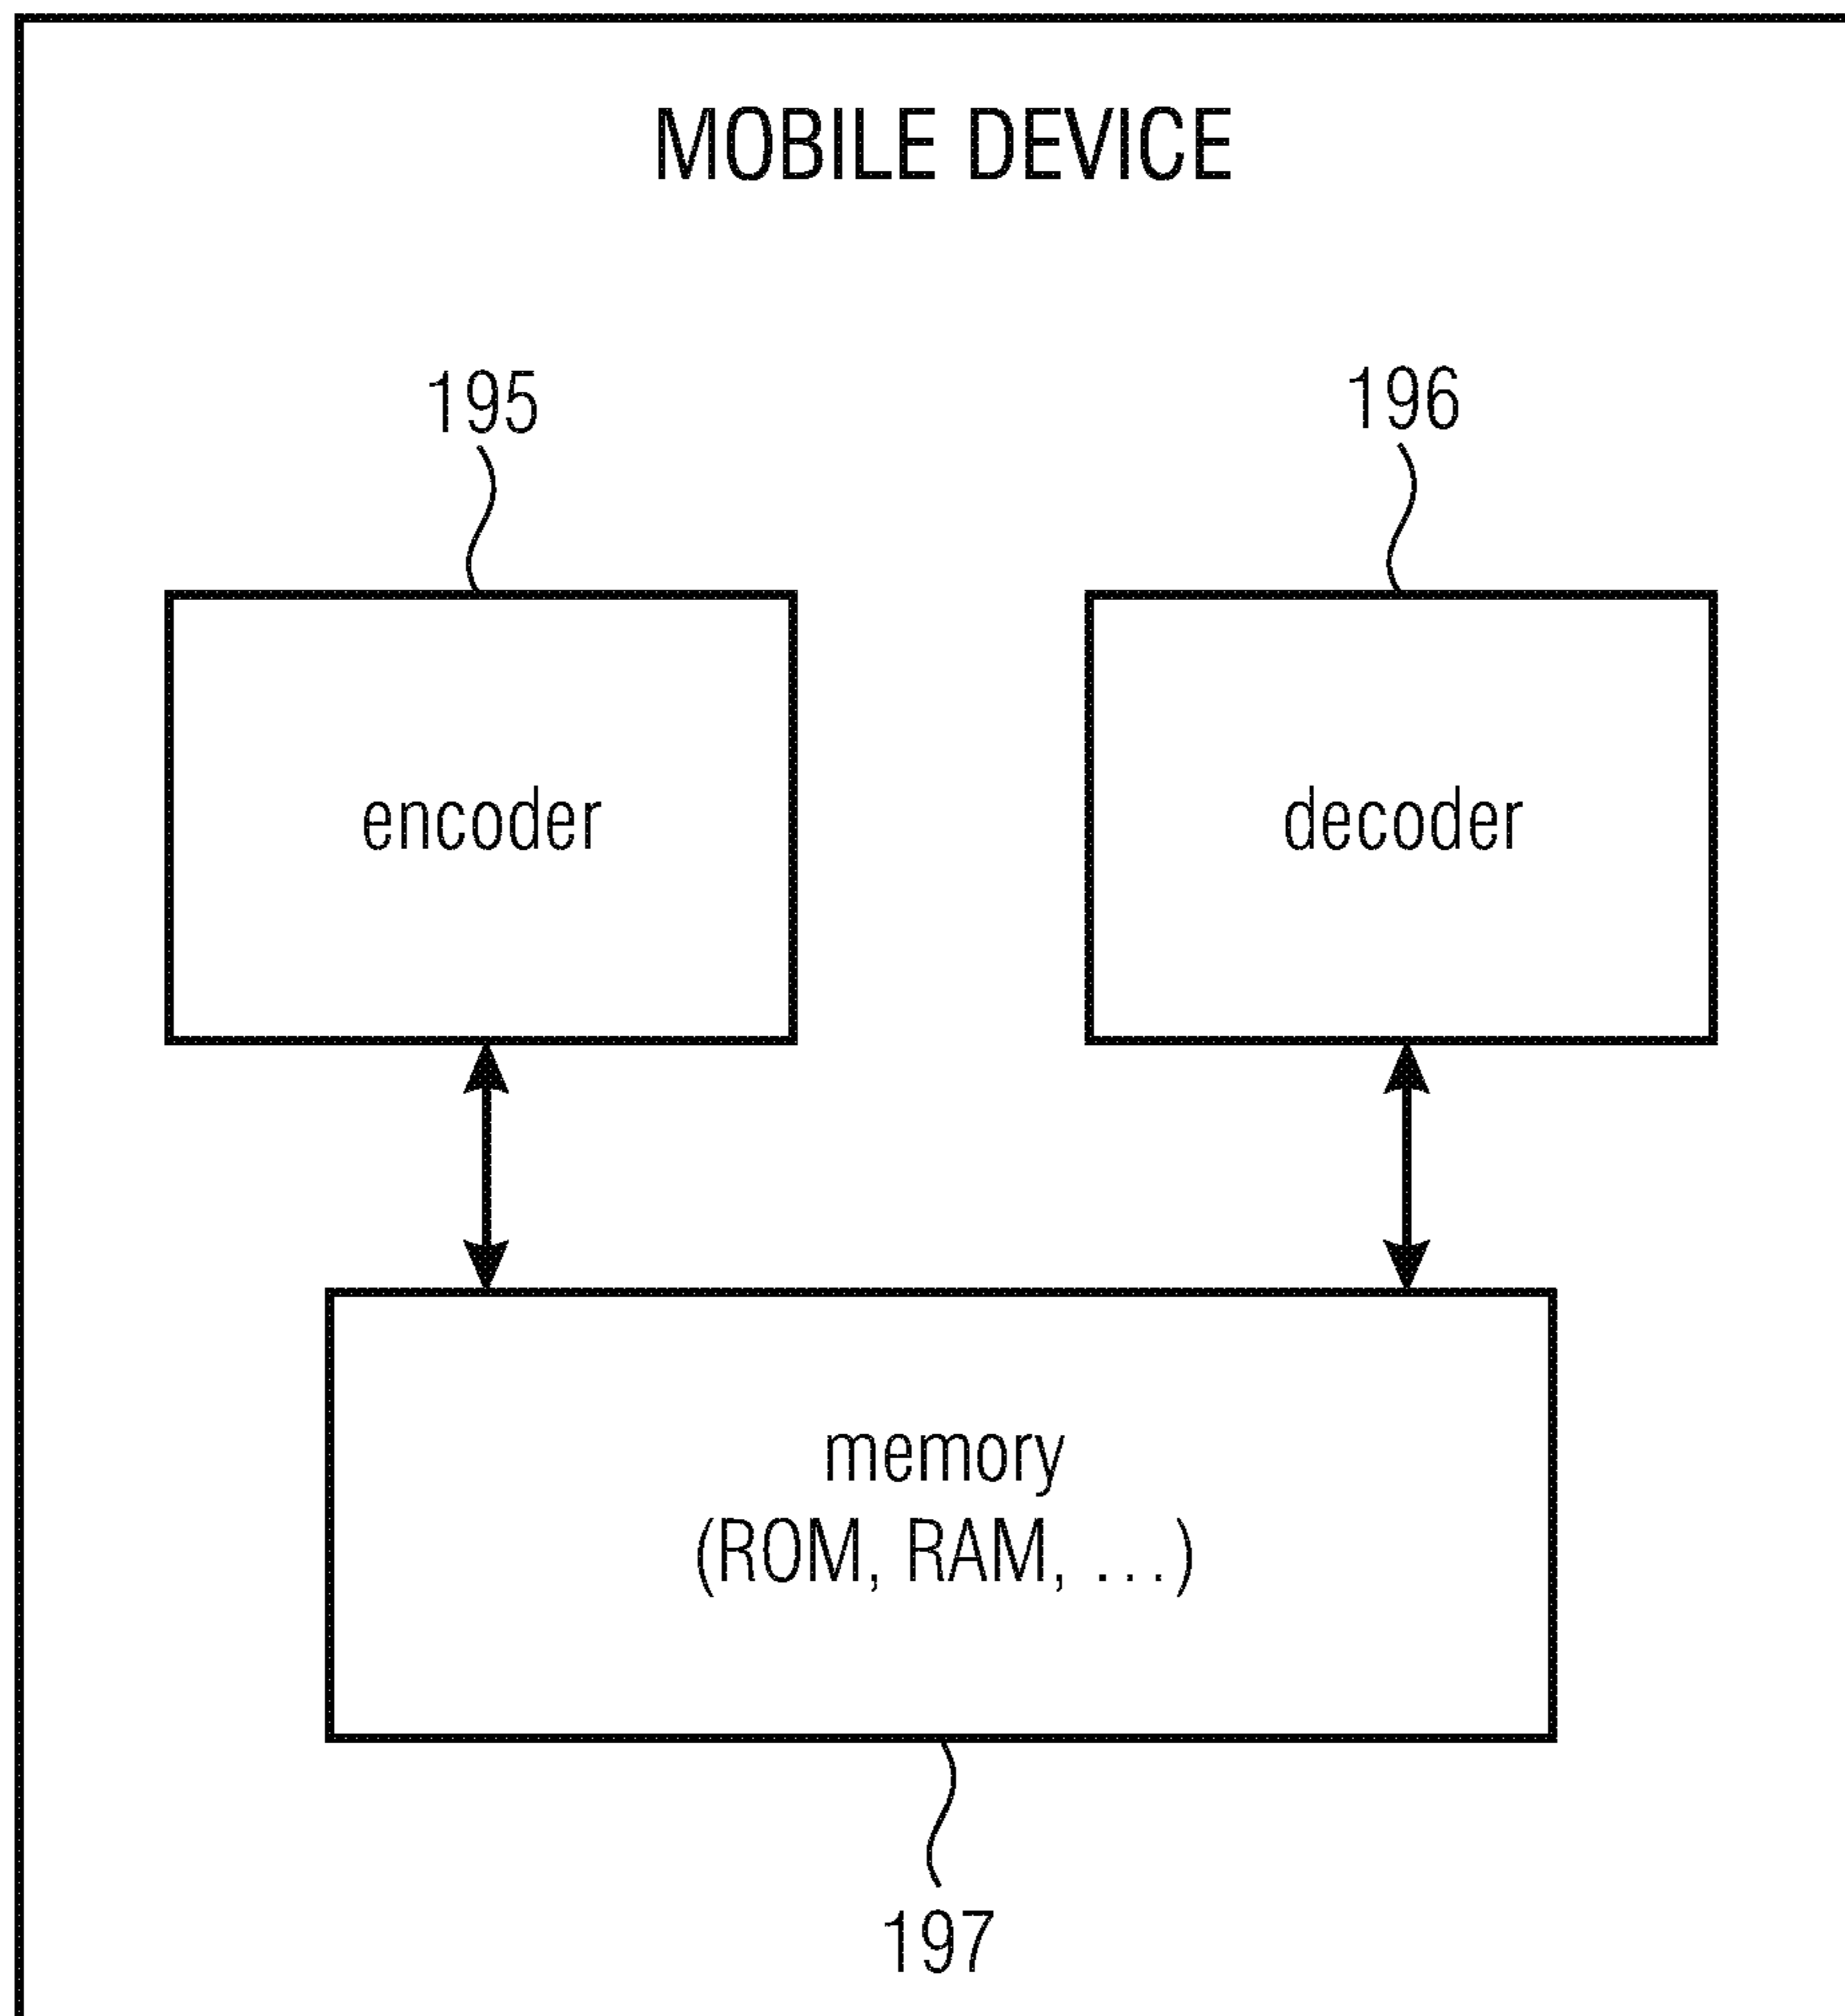 MOBILE DEVICE
195
196
encoder
decoder
memory
(ROM, RAM, ...)
197